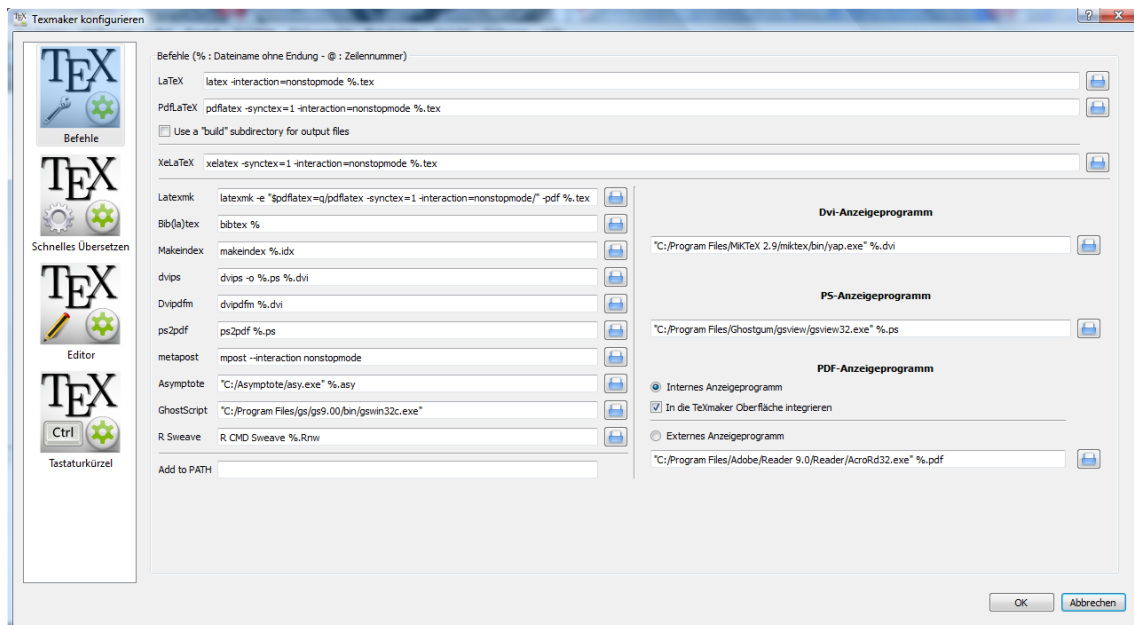 Texmaker konfigurieren
TEX
Befehle
TEX
Schnelles Übersetzen
TEX
Editor
TEX
Ctrl
Tastaturkürzel
Befehle (% : Dateiname ohne Endung - @ : Zeilennummer)
LaTeX latex -interaction=nonstopmode %.tex
PdfLaTeX pdflatex -synctex=1 -interaction=nonstopmode %.tex
Use a "build" subdirectory for output files
XeLaTeX xelatex -synctex=1 -interaction=nonstopmode %.tex
Latexmk latexmk -e "$pdflatex=q/pdflatex -synctex=1 -interaction=nonstopmode/" -pdf %.tex
Bib(la)tex bibtex %
Makeindex makeindex %.idx
dvips dvips -o %.ps %.dvi
Dvipdfm dvipdfm %.dvi
ps2pdf ps2pdf %.ps
metapost mpost --interaction nonstopmode
Asymptote "C:/Asymptote/asy.exe" %.asy
GhostScript "C:/Program Files/gs/gs9.00/bin/gswin32c.exe"
R Sweave R CMD Sweave %.Rnw
Add to PATH
Dvi-Anzeigeprogramm
"C:/Program Files/MiKTeX 2.9/miktex/bin/yap.exe" %.dvi
PS-Anzeigeprogramm
"C:/Program Files/Ghostgum/gsview/gsview32.exe" %.ps
PDF-Anzeigeprogramm
Internes Anzeigeprogramm
In die TeXmaker Oberfläche integrieren
Externes Anzeigeprogramm
"C:/Program Files/Adobe/Reader 9.0/Reader/AcroRd32.exe" %.pdf
OK Abbrechen